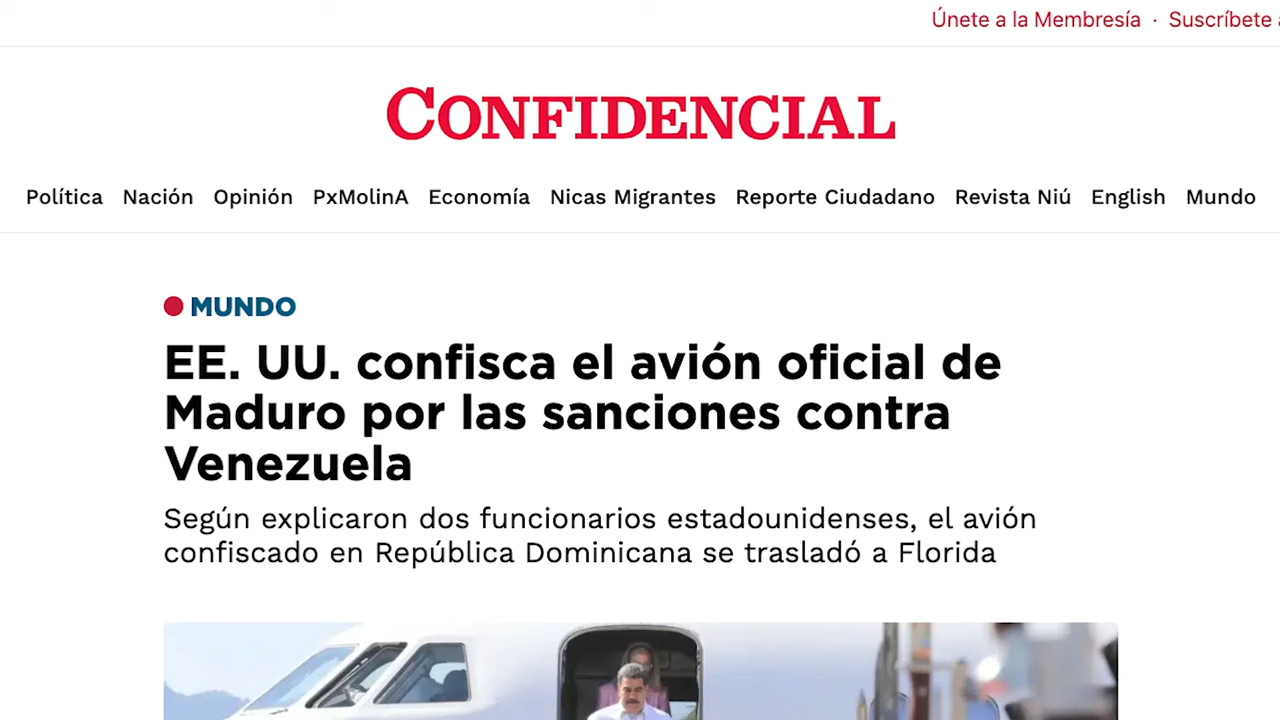 Únete a la Membresía · Suscríbete
CONFIDENCIAL
Política Nación Opinión PxMolinA Economía Nicas Migrantes Reporte Ciudadano Revista Niú English Mundo
MUNDO
EE. UU. confisca el avión oficial de
Maduro por las sanciones contra
Venezuela
Según explicaron dos funcionarios estadounidenses, el avión
confiscado en República Dominicana se trasladó a Florida